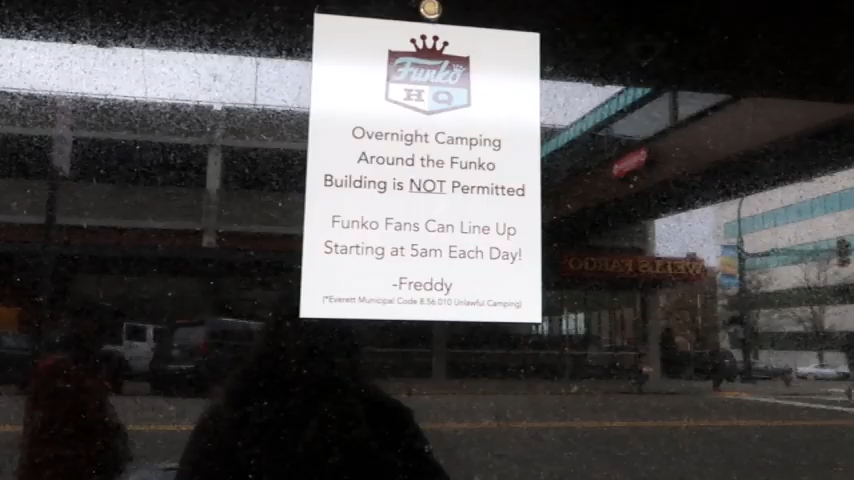 Funko
HQ
Overnight Camping
Around the Funko
Building is NOT Permitted
Funko Fans Can Line Up
Starting at 5am Each Day!
-Freddy
(*Everett Municipal Code 8.56.010 Unlawful Camping)
WELLS FARGO